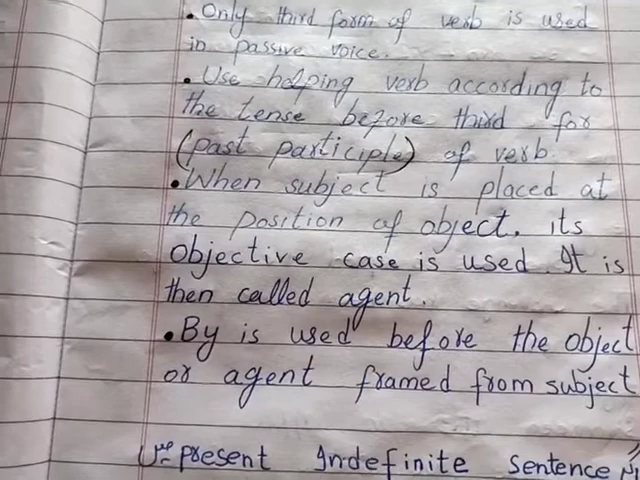 • Only third form of verb is used
in passive voice.
• Use helping verb according to
the tense before third for
(past participle) of verb
• When subject is placed at
the position of object. its
objective case is used. It is
then called agent.
• By is used before the object
or agent framed from subject
present Indefinite sentence